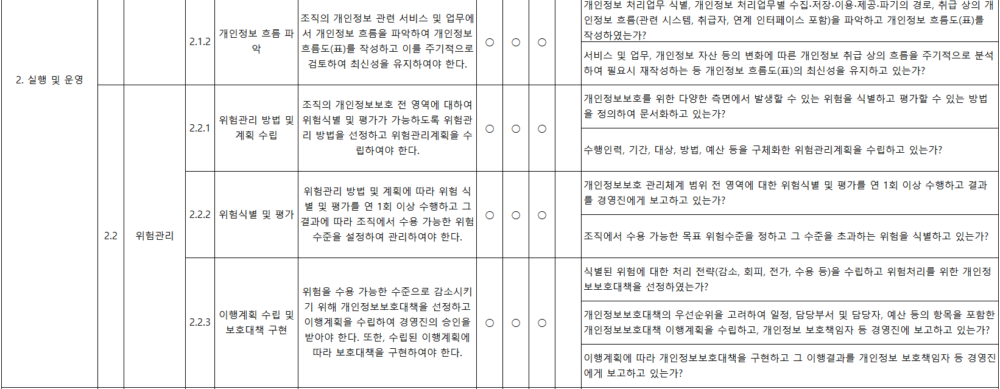 2. 실행 및 운영
2.1.2
개인정보 흐름 파
악
조직의 개인정보 관련 서비스 및 업무에
서 개인정보 흐름을 파악하여 개인정보
흐름도(표)를 작성하고 이를 주기적으로
검토하여 최신성을 유지하여야 한다.
○ ○ ○
개인정보 처리업무 식별, 개인정보 처리업무별 수집·저장·이용·제공·파기의 경로, 취급 상의 개
인정보 흐름(관련 시스템, 취급자, 연계 인터페이스 포함)을 파악하고 개인정보 흐름도(표)를
작성하였는가?
서비스 및 업무, 개인정보 자산 등의 변화에 따른 개인정보 취급 상의 흐름을 주기적으로 분석
하여 필요시 재작성하는 등 개인정보 흐름도(표)의 최신성을 유지하고 있는가?
2.2
위험관리
2.2.1
위험관리 방법 및
계획 수립
조직의 개인정보보호 전 영역에 대하여
위험식별 및 평가가 가능하도록 위험관
리 방법을 선정하고 위험관리계획을 수
립하여야 한다.
○ ○ ○
개인정보보호를 위한 다양한 측면에서 발생할 수 있는 위험을 식별하고 평가할 수 있는 방법
을 정의하여 문서화하고 있는가?
수행인력, 기간, 대상, 방법, 예산 등을 구체화한 위험관리계획을 수립하고 있는가?
2.2.2
위험식별 및 평가
위험관리 방법 및 계획에 따라 위험 식
별 및 평가를 연 1회 이상 수행하고 그
결과에 따라 조직에서 수용 가능한 위험
수준을 설정하여 관리하여야 한다.
○ ○ ○
개인정보보호 관리체계 범위 전 영역에 대한 위험식별 및 평가를 연 1회 이상 수행하고 결과
를 경영진에게 보고하고 있는가?
조직에서 수용 가능한 목표 위험수준을 정하고 그 수준을 초과하는 위험을 식별하고 있는가?
2.2.3
이행계획 수립 및
보호대책 구현
위험을 수용 가능한 수준으로 감소시키
기 위해 개인정보보호대책을 선정하고
이행계획을 수립하여 경영진의 승인을
받아야 한다. 또한, 수립된 이행계획에
따라 보호대책을 구현하여야 한다.
○ ○ ○
식별된 위험에 대한 처리 전략(감소, 회피, 전가, 수용 등)을 수립하고 위험처리를 위한 개인정
보보호대책을 선정하였는가?
개인정보보호대책의 우선순위를 고려하여 일정, 담당부서 및 담당자, 예산 등의 항목을 포함한
개인정보보호대책 이행계획을 수립하고, 개인정보 보호책임자 등 경영진에 보고하고 있는가?
이행계획에 따라 개인정보보호대책을 구현하고 그 이행결과를 개인정보 보호책임자 등 경영진
에게 보고하고 있는가?